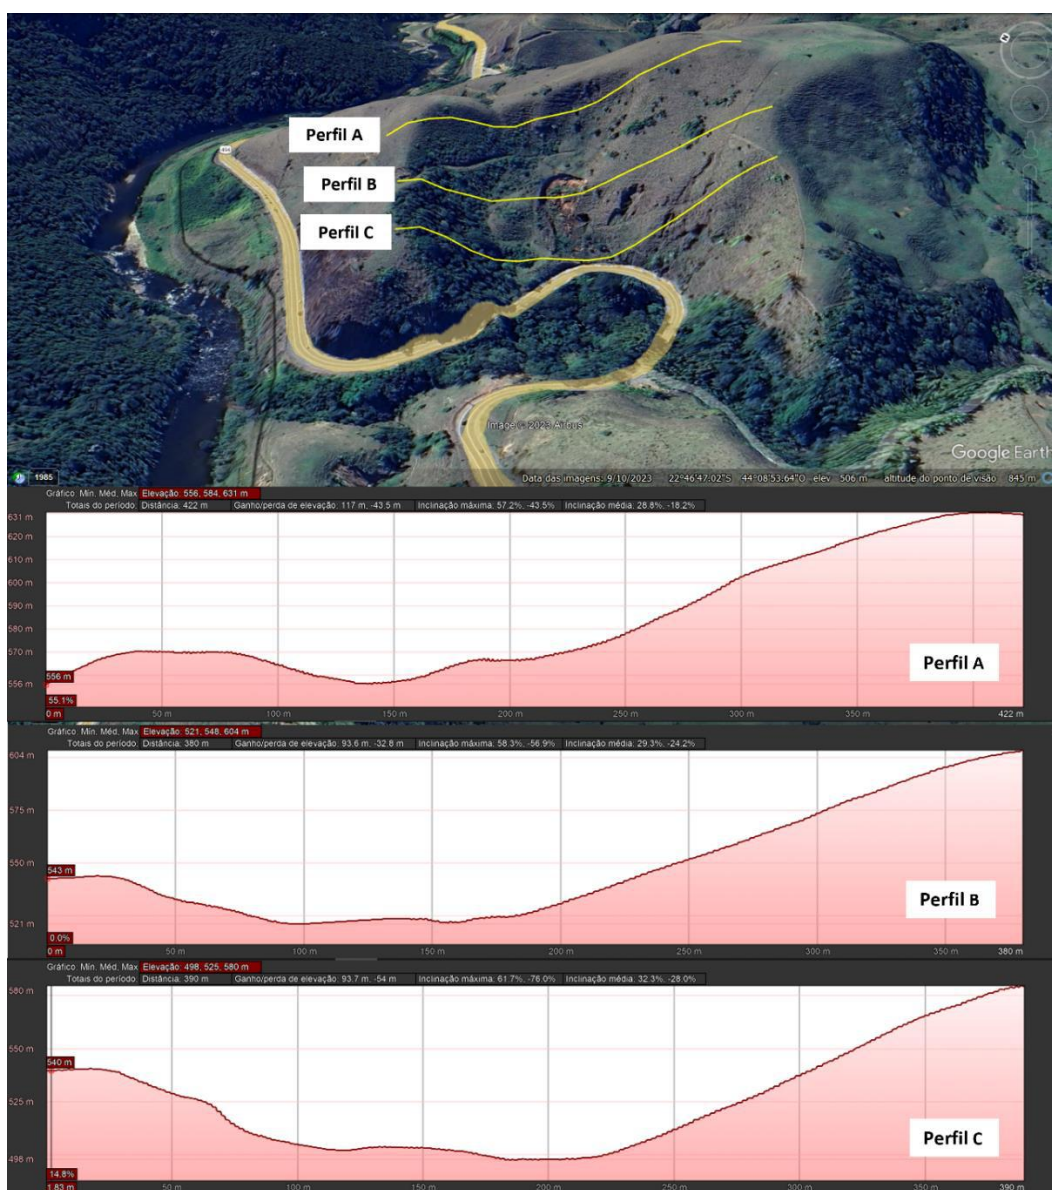 Perfil A
494
Perfil B
Perfil C
Image © 2023 Airbus
Google Earth
1985
Data das imagens: 9/10/2023 22°46'47.02"S 44°08'53.64"O elev 506 m altitude do ponto de visão 845 m
Gráfico: Mín. Méd. Máx Elevação: 556, 584, 631 m
Totais do período: Distância: 422 m Ganho/perda de elevação: 117 m, -43.5 m Inclinação máxima: 57.2%, -43.5% Inclinação média: 28.8%, -18.2%
631 m
620 m
610 m
600 m
590 m
580 m
570 m
556 m
556 m
55.1%
Perfil A
0 m 50 m 100 m 150 m 200 m 250 m 300 m 350 m 422 m
Gráfico: Mín. Méd. Máx Elevação: 521, 548, 604 m
Totais do período: Distância: 380 m Ganho/perda de elevação: 93.6 m, -32.8 m Inclinação máxima: 58.3%, -56.9% Inclinação média: 29.3%, -24.2%
604 m
575 m
550 m
543 m
521 m
0.0%
Perfil B
0 m 50 m 100 m 150 m 200 m 250 m 300 m 350 m 380 m
Gráfico: Mín. Méd. Máx Elevação: 498, 525, 580 m
Totais do período: Distância: 390 m Ganho/perda de elevação: 93.7 m, -54 m Inclinação máxima: 61.7%, -76.0% Inclinação média: 32.3%, -28.0%
580 m
550 m
540 m
525 m
498 m
14.8%
Perfil C
1.83 m 50 m 100 m 150 m 200 m 250 m 300 m 350 m 390 m